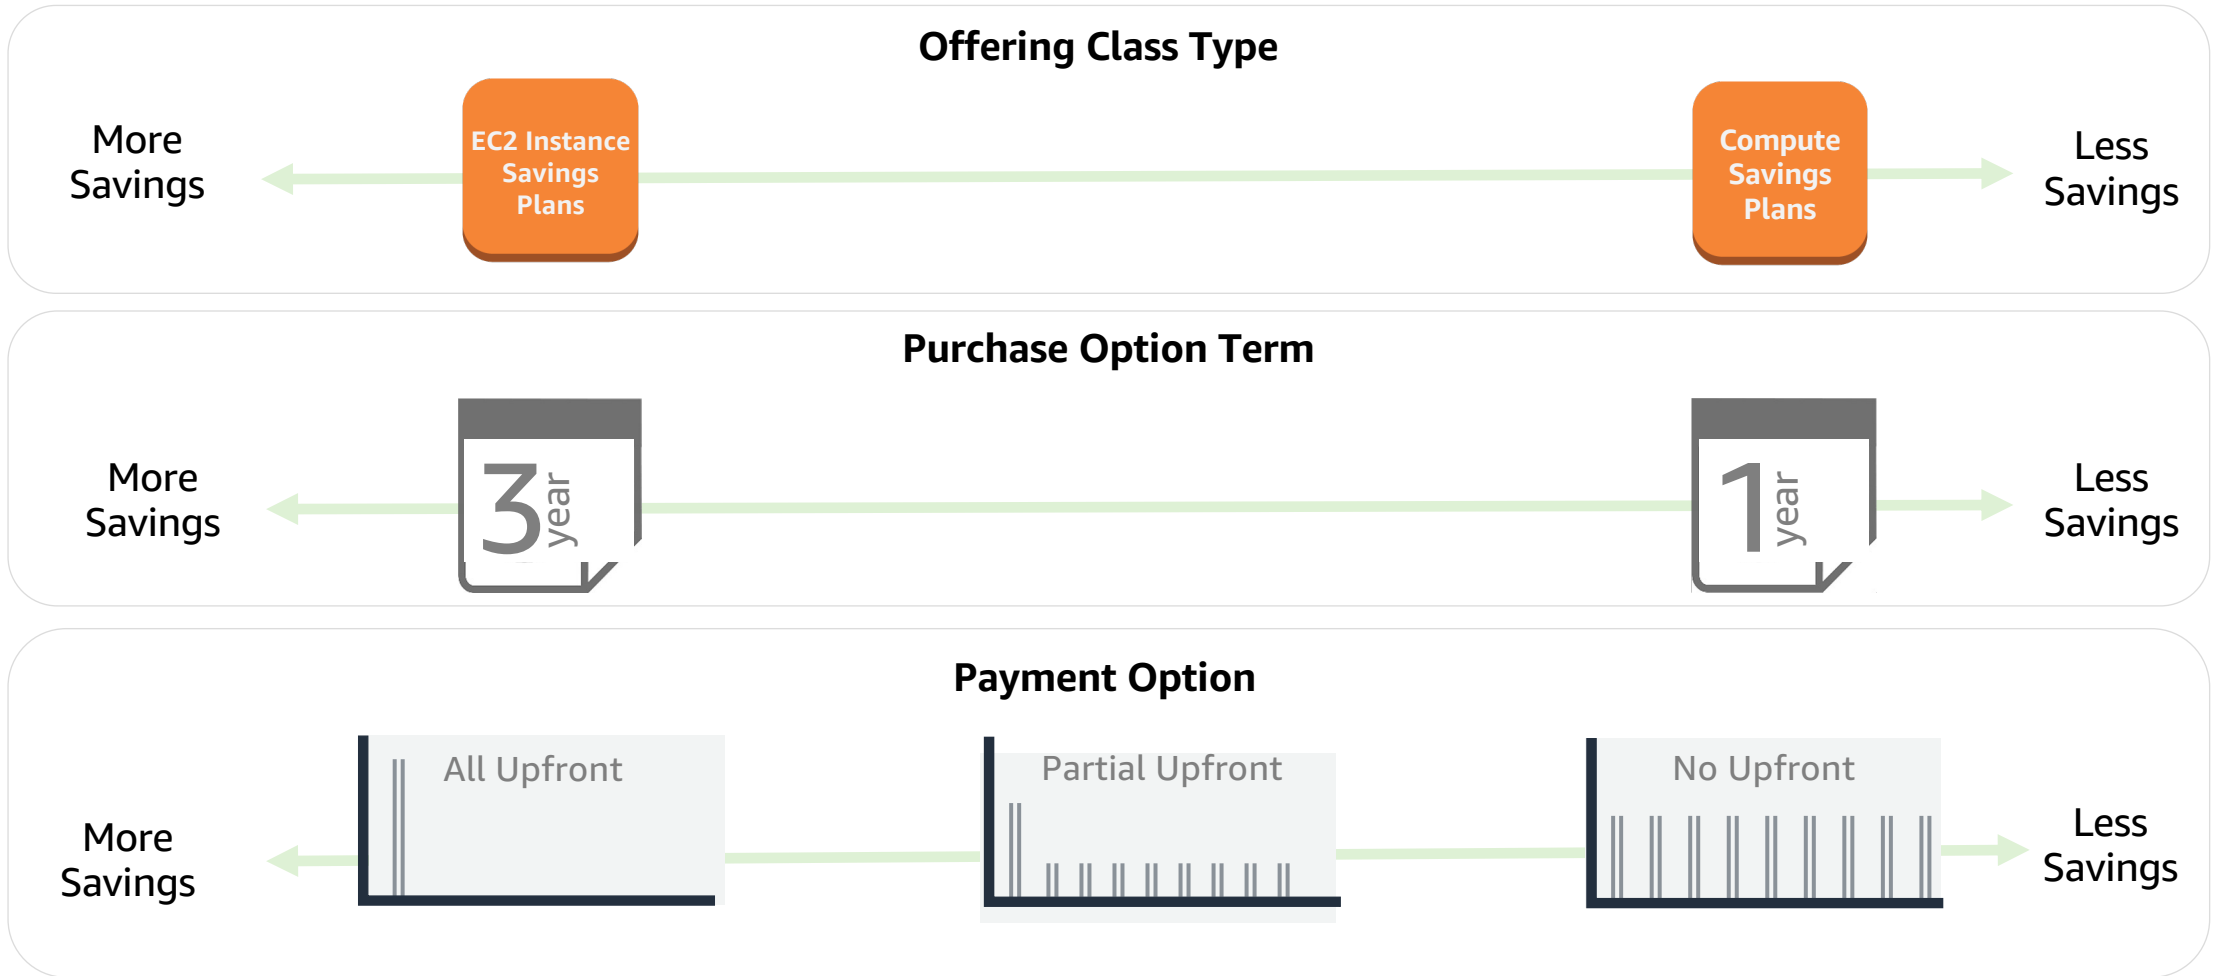 Offering Class Type
More
Savings
EC2 Instance
Savings
Plans
Compute
Savings
Plans
Less
Savings
Purchase Option Term
More
Savings
3 year
1 year
Less
Savings
Payment Option
All Upfront
Partial Upfront
No Upfront
More
Savings
Less
Savings